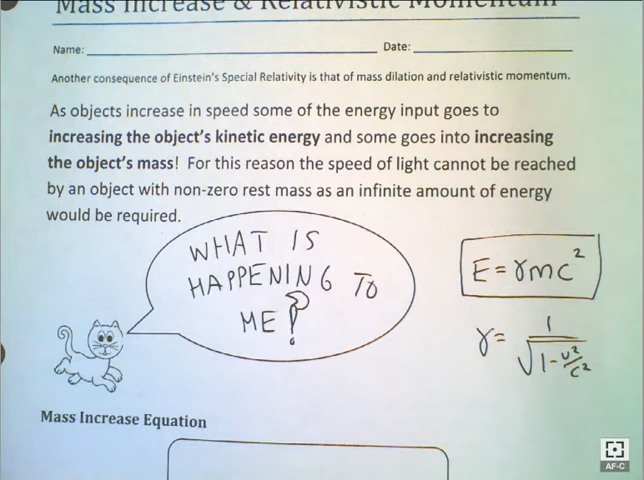 Mass Increase & Relativistic Momentum
Name: Date:
Another consequence of Einstein's Special Relativity is that of mass dilation and relativistic momentum.
As objects increase in speed some of the energy input goes to
increasing the object's kinetic energy and some goes into increasing
the object's mass! For this reason the speed of light cannot be reached
by an object with non-zero rest mass as an infinite amount of energy
would be required.
WHAT IS
HAPPENING TO
ME?
E = γmc²
γ = 1/√(1-v²/c²)
Mass Increase Equation
AF-C